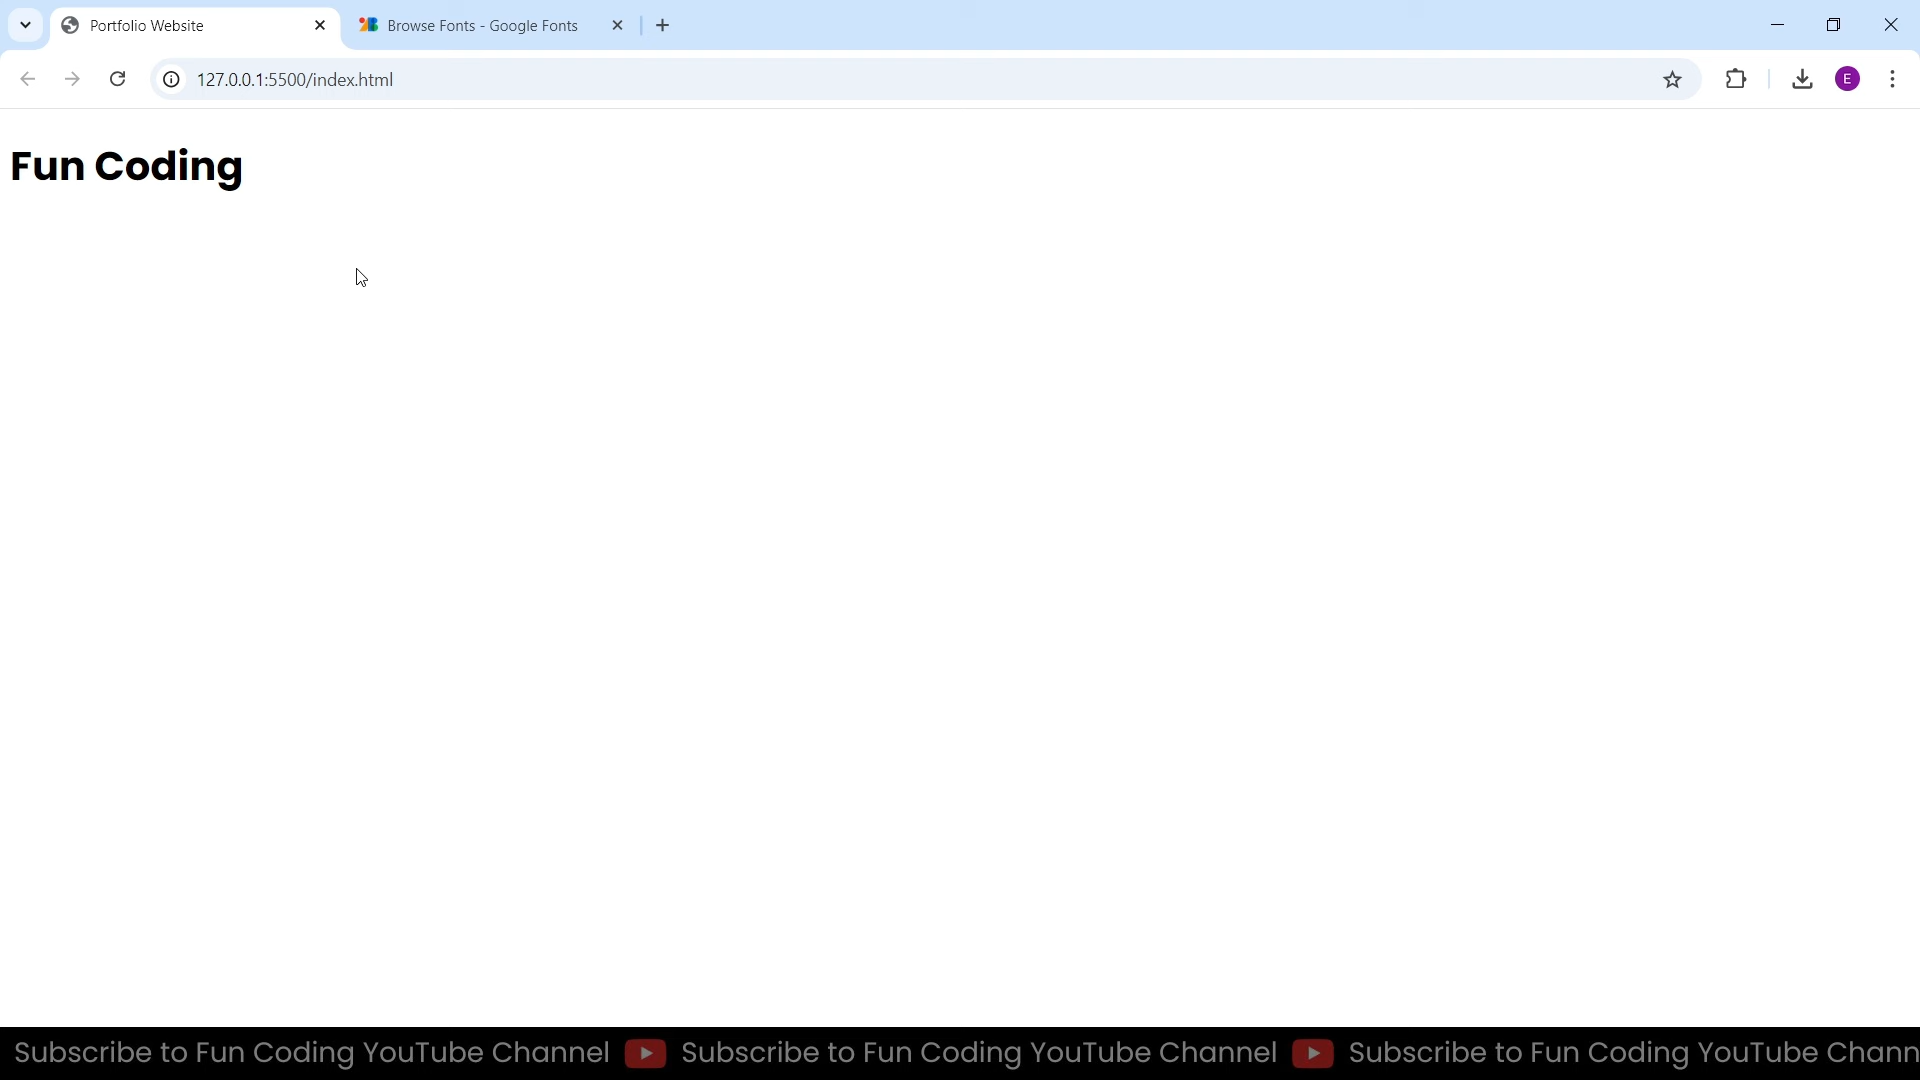 Portfolio Website
Browse Fonts - Google Fonts
127.0.0.1:5500/index.html
E
Fun Coding
Subscribe to Fun Coding YouTube Channel Subscribe to Fun Coding YouTube Channel Subscribe to Fun Coding YouTube Chann